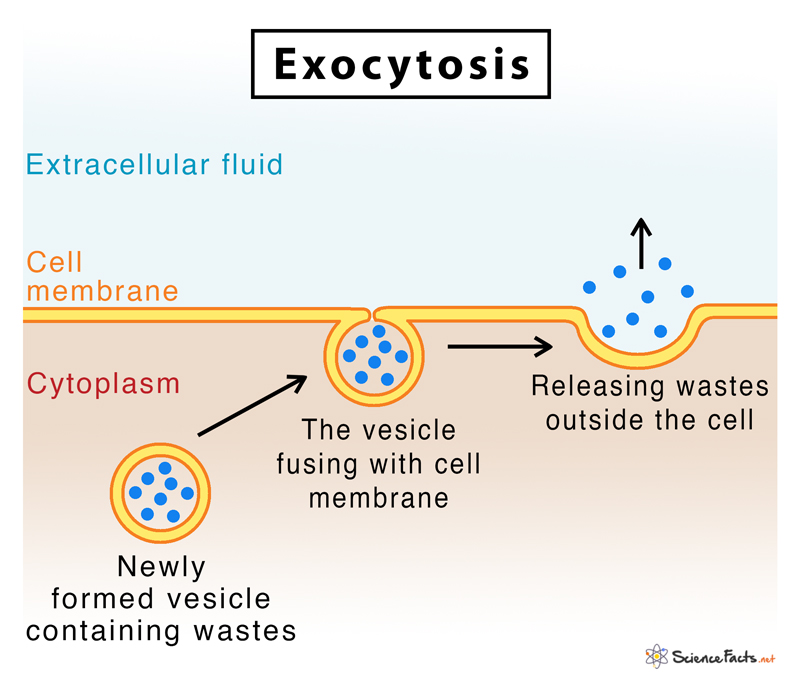 Exocytosis
Extracellular fluid
Cell
membrane
Cytoplasm
Releasing wastes
outside the cell
The vesicle
fusing with cell
membrane
Newly
formed vesicle
containing wastes
ScienceFacts.net